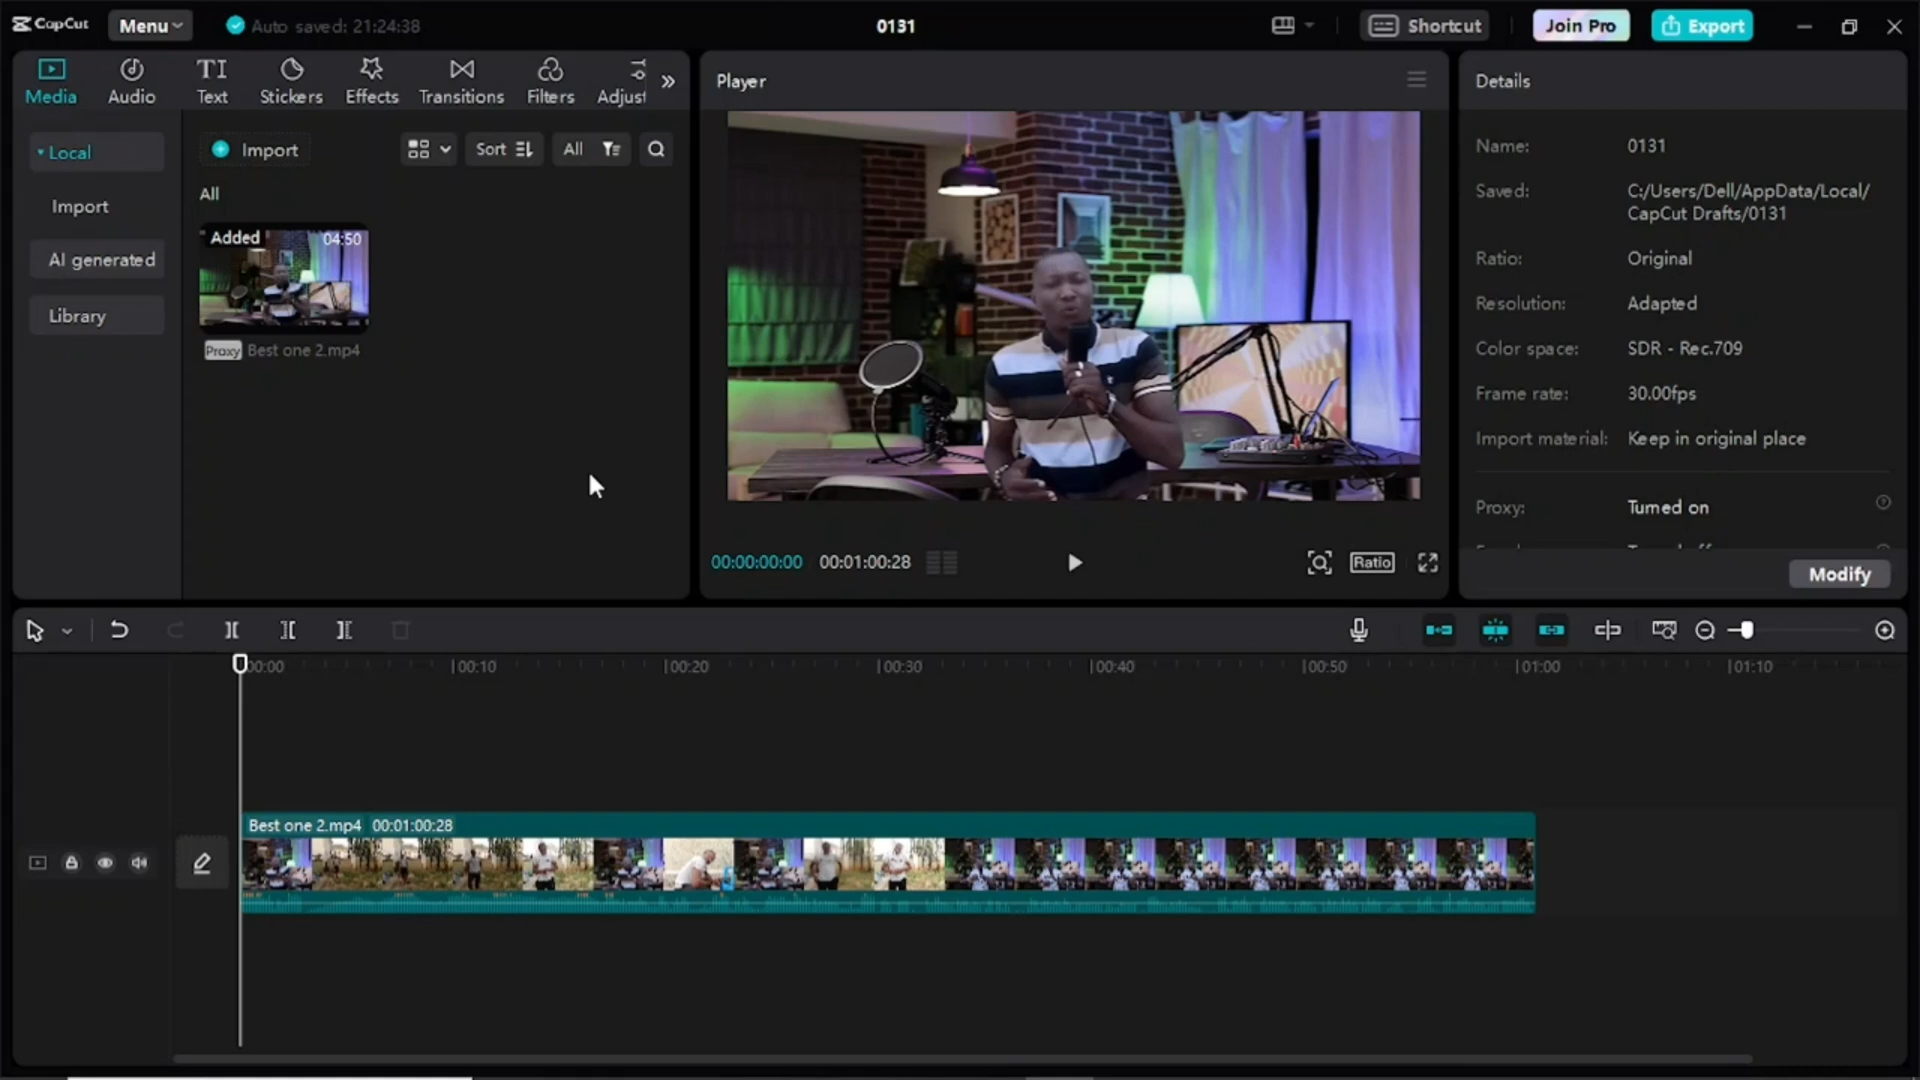 CapCut Menu Auto saved: 21:24:38 0131 Shortcut Join Pro Export
Media Audio Text Stickers Effects Transitions Filters Adjust
TI
Player
Details
Local
Import
AI generated
Library
Import Sort All
All
Added 04:50
Proxy Best one 2.mp4
00:00:00:00 00:01:00:28 Ratio
Name: 0131
Saved: C:/Users/Dell/AppData/Local/
CapCut Drafts/0131
Ratio: Original
Resolution: Adapted
Color space: SDR - Rec.709
Frame rate: 30.00fps
Import material: Keep in original place
Proxy: Turned on
Modify
00:00 00:10 00:20 00:30 00:40 00:50 01:00 01:10
Best one 2.mp4 00:01:00:28